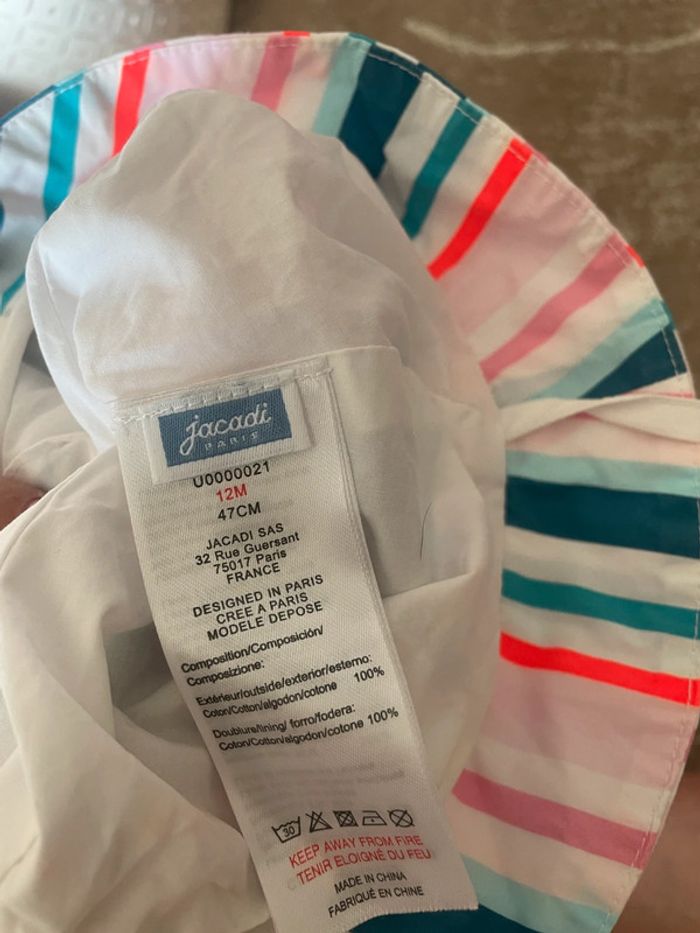 jacadi
PARIS
U0000021
12M
47CM
JACADI SAS
32 Rue Guersant
75017 Paris
FRANCE
DESIGNED IN PARIS
CREE A PARIS
MODELE DEPOSE
Composition/Composición/
Composizione:
Extérieur/outside/exterior/esterno:
Coton/Cotton/algodon/cotone 100%
Doublure/lining/ forro/fodera:
Coton/Cotton/algodon/cotone 100%
30
KEEP AWAY FROM FIRE
TENIR ELOIGNÉ DU FEU
MADE IN CHINA
FABRIQUÉ EN CHINE